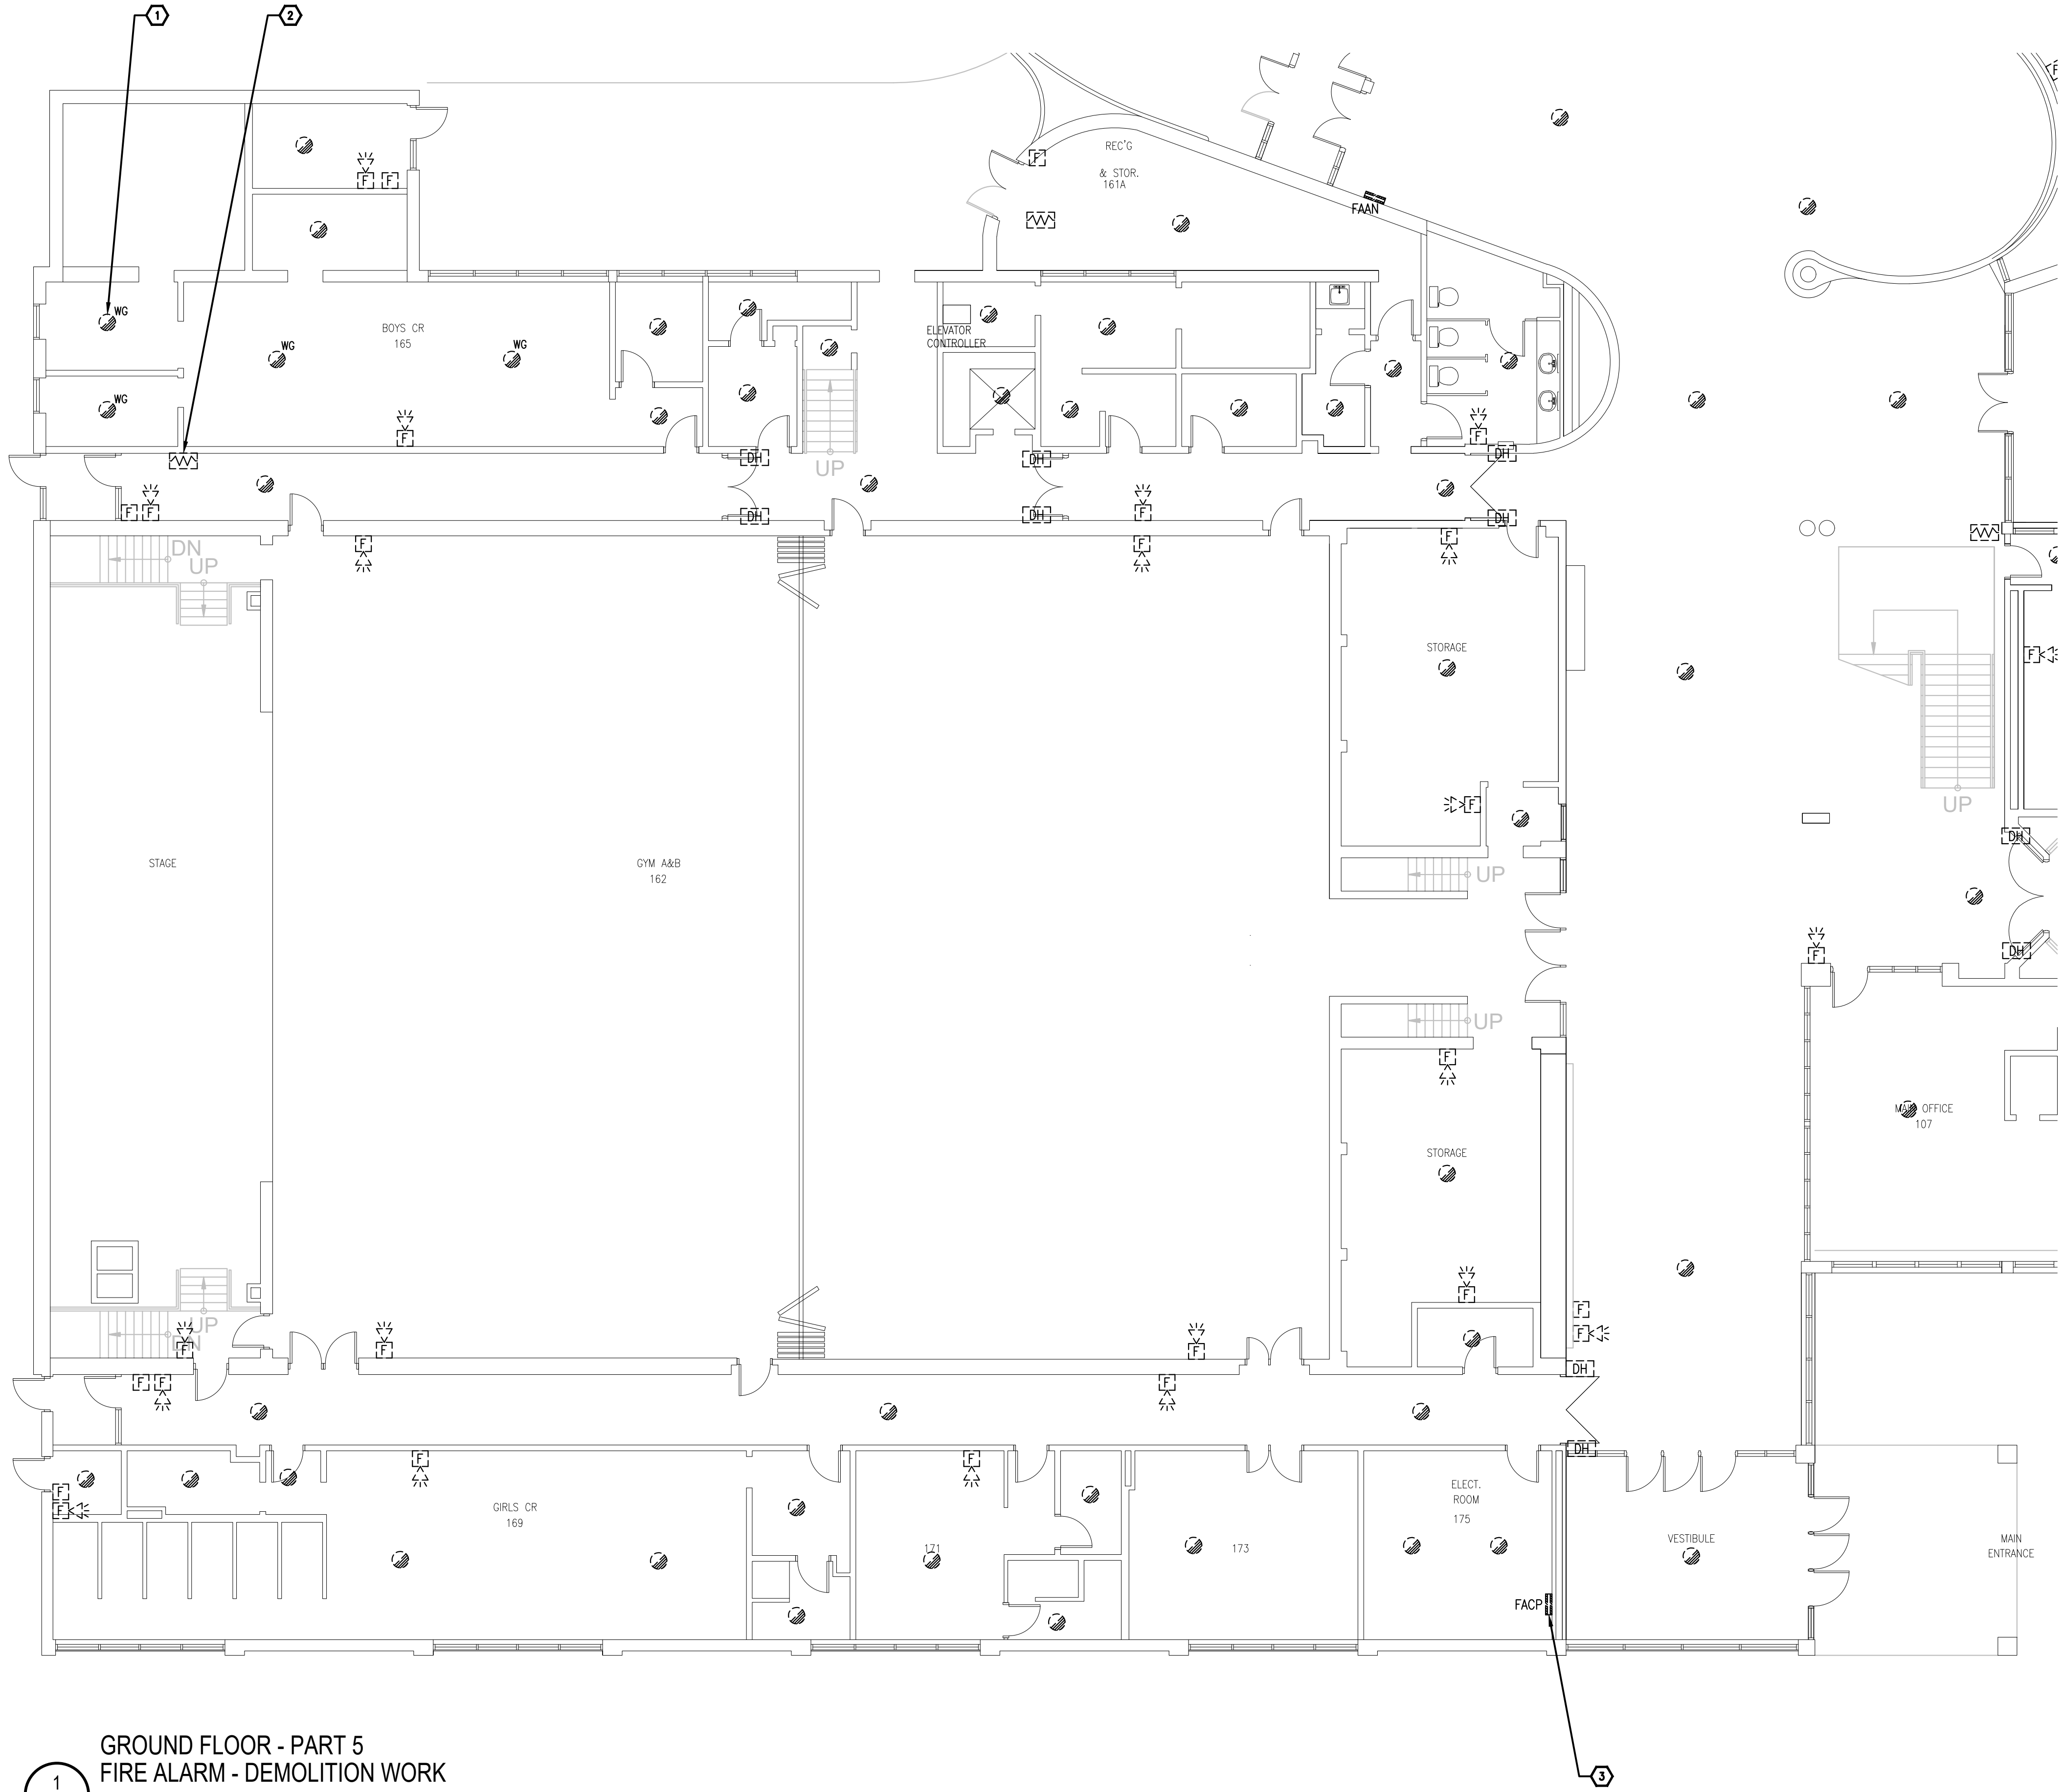 1
2
F
REC'G
F
& STOR.
F F
161A
FAAN
WG
BOYS CR
165
WG
WG
ELEVATOR
CONTROLLER
WG
F
F
DH
DH
DH
UP
F F
DH
DH
F
DH
DN
F
F
F
UP
STORAGE
F
F
UP
DH
STAGE
GYM A&B
162
UP
DH
F
UP
F
MAIN OFFICE
107
STORAGE
F
F
UP
DN
F
F
F
F
DH
F F
F
DH
F
F
F
F
GIRLS CR
169
ELECT.
ROOM
175
VESTIBULE
MAIN
ENTRANCE
171
173
FACP
GROUND FLOOR - PART 5
FIRE ALARM - DEMOLITION WORK
1
3